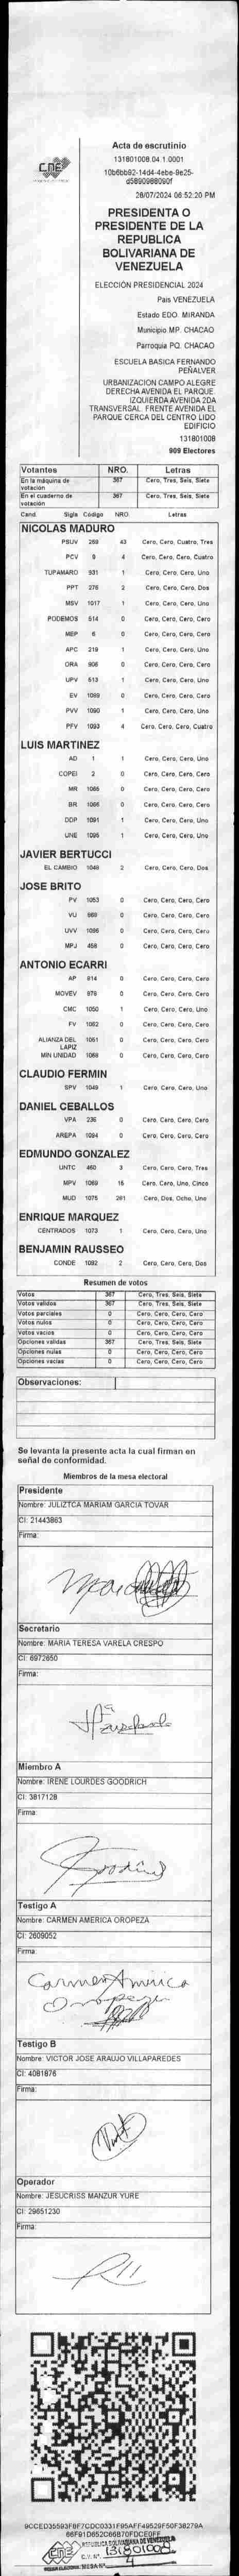 CNE
Acta de escrutinio
131801008.04.1.0001
28/07/2024 06:52:20 PM
PRESIDENTA O
PRESIDENTE DE LA
REPUBLICA
BOLIVARIANA DE
VENEZUELA
ELECCIÓN PRESIDENCIAL 2024
Pais VENEZUELA
Estado EDO. MIRANDA
Municipio MP. CHACAO
Parroquia PQ. CHACAO
ESCUELA BASICA FERNANDO
PEÑALVER
URBANIZACION CAMPO ALEGRE
DERECHA AVENIDA EL PARQUE.
IZQUIERDA AVENIDA 2DA
TRANSVERSAL. FRENTE AVENIDA EL
PARQUE CERCA DEL CENTRO LIDO
EDIFICIO
131801008
909 Electores
Votantes NRO. Letras
En la máquina de votación 367 Cero, Tres, Seis, Siete
En el cuaderno de votación 367 Cero, Tres, Seis, Siete
Cand Sigla Código NRO. Letras
NICOLAS MADURO
PSUV 269 43 Cero, Cero, Cuatro, Tres
PCV 9 4 Cero, Cero, Cero, Cuatro
TUPAMARO 531 1 Cero, Cero, Cero, Uno
PPT 276 2 Cero, Cero, Cero, Dos
MSV 1017 1 Cero, Cero, Cero, Uno
PODEMOS 514 0 Cero, Cero, Cero, Cero
MEP 6 0 Cero, Cero, Cero, Cero
APC 219 1 Cero, Cero, Cero, Uno
ORA 906 0 Cero, Cero, Cero, Cero
UPV 513 1 Cero, Cero, Cero, Uno
EV 1089 0 Cero, Cero, Cero, Cero
PVV 1090 1 Cero, Cero, Cero, Uno
PFV 1093 4 Cero, Cero, Cero, Cuatro
LUIS MARTINEZ
AD 1 1 Cero, Cero, Cero, Uno
COPEI 2 0 Cero, Cero, Cero, Cero
MR 1065 0 Cero, Cero, Cero, Cero
BR 1066 0 Cero, Cero, Cero, Cero
DDP 1091 1 Cero, Cero, Cero, Uno
UNE 1095 1 Cero, Cero, Cero, Uno
JAVIER BERTUCCI
EL CAMBIO 1048 2 Cero, Cero, Cero, Dos
JOSE BRITO
PV 1053 0 Cero, Cero, Cero, Cero
VU 969 0 Cero, Cero, Cero, Cero
UVV 1096 0 Cero, Cero, Cero, Cero
MPJ 458 0 Cero, Cero, Cero, Cero
ANTONIO ECARRI
AP 914 0 Cero, Cero, Cero, Cero
MOVEV 978 0 Cero, Cero, Cero, Cero
CMC 1050 1 Cero, Cero, Cero, Uno
FV 1052 0 Cero, Cero, Cero, Cero
ALIANZA DEL LAPIZ 1051 0 Cero, Cero, Cero, Cero
MIN UNIDAD 1068 0 Cero, Cero, Cero, Cero
CLAUDIO FERMIN
SPV 1049 1 Cero, Cero, Cero, Uno
DANIEL CEBALLOS
VPA 236 0 Cero, Cero, Cero, Cero
AREPA 1094 0 Cero, Cero, Cero, Cero
EDMUNDO GONZALEZ
UNTC 460 3 Cero, Cero, Cero, Tres
MPV 1069 15 Cero, Cero, Uno, Cinco
MUD 1075 281 Cero, Dos, Ocho, Uno
ENRIQUE MARQUEZ
CENTRADOS 1073 1 Cero, Cero, Cero, Uno
BENJAMIN RAUSSEO
CONDE 1092 2 Cero, Cero, Cero, Dos
Resumen de votos
Votos 367 Cero, Tres, Seis, Siete
Votos validos 367 Cero, Tres, Seis, Siete
Votos parciales 0 Cero, Cero, Cero, Cero
Votos nulos 0 Cero, Cero, Cero, Cero
Votos vacios 0 Cero, Cero, Cero, Cero
Opciones validas 367 Cero, Tres, Seis, Siete
Opciones nulas 0 Cero, Cero, Cero, Cero
Opciones vacias 0 Cero, Cero, Cero, Cero
Observaciones:
Se levanta la presente acta la cual firman en
señal de conformidad.
Miembros de la mesa electoral
Presidente
Nombre: JULIZTCA MARIAM GARCIA TOVAR
CI: 21443863
Firma:
Secretario
Nombre: MARIA TERESA VARELA CRESPO
CI: 6972650
Firma:
Miembro A
Nombre: IRENE LOURDES GOODRICH
CI: 3817128
Firma:
Testigo A
Nombre: CARMEN AMERICA OROPEZA
CI: 2609052
Firma:
Carmen America
Oropeza
Testigo B
Nombre: VICTOR JOSE ARAUJO VILLAPAREDES
CI: 4081876
Firma:
Operador
Nombre: JESUCRISS MANZUR YURE
CI: 29651230
Firma:
CNE
REPUBLICA BOLIVARIANA DE VENEZUELA
C.V. N°. 131801008
MESA N° 4